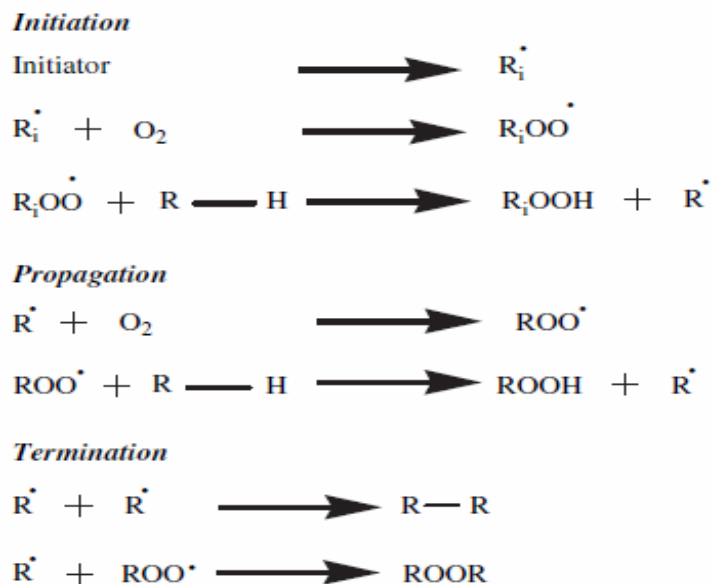 Initiation
Initiator ⟶ Rᵢ•
Rᵢ• + O₂ ⟶ RᵢOO•
RᵢOO• + R — H ⟶ RᵢOOH + R•
Propagation
R• + O₂ ⟶ ROO•
ROO• + R — H ⟶ ROOH + R•
Termination
R• + R• ⟶ R — R
R• + ROO• ⟶ ROOR